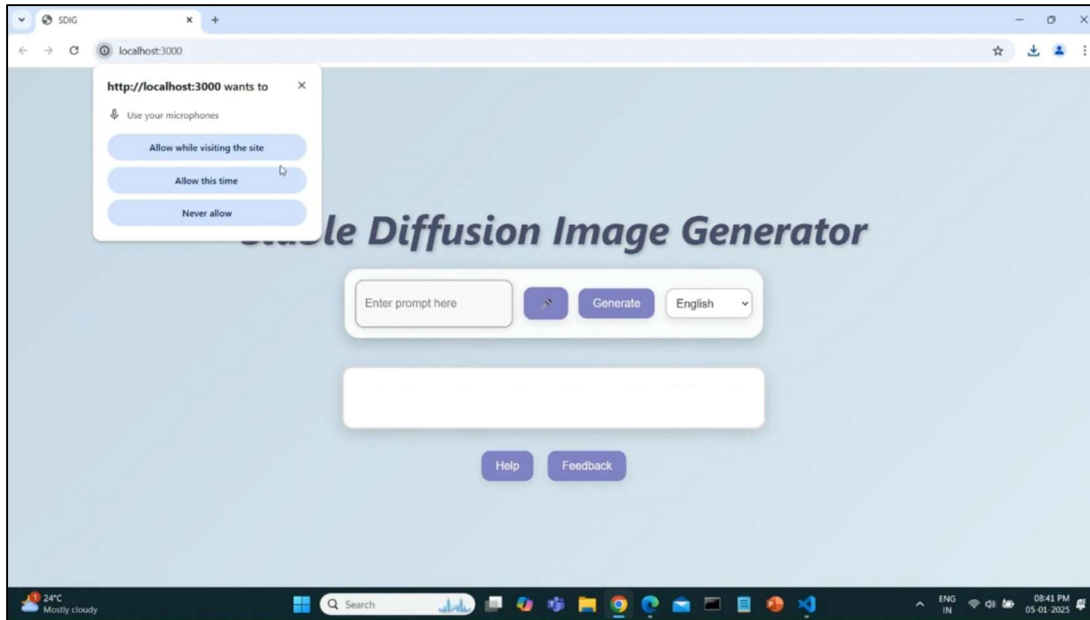 SDIG
localhost:3000
http://localhost:3000 wants to
Use your microphones
Allow while visiting the site
Allow this time
Never allow
Stable Diffusion Image Generator
Enter prompt here
Generate
English
Help
Feedback
1
24°C
Mostly cloudy
Search
ENG
IN
08:41 PM
05-01-2025